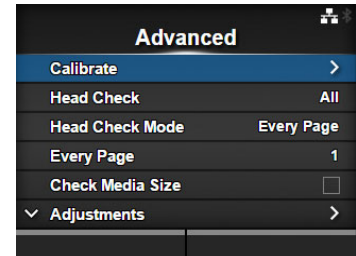 Advanced
Calibrate
Head Check All
Head Check Mode Every Page
Every Page 1
Check Media Size
Adjustments